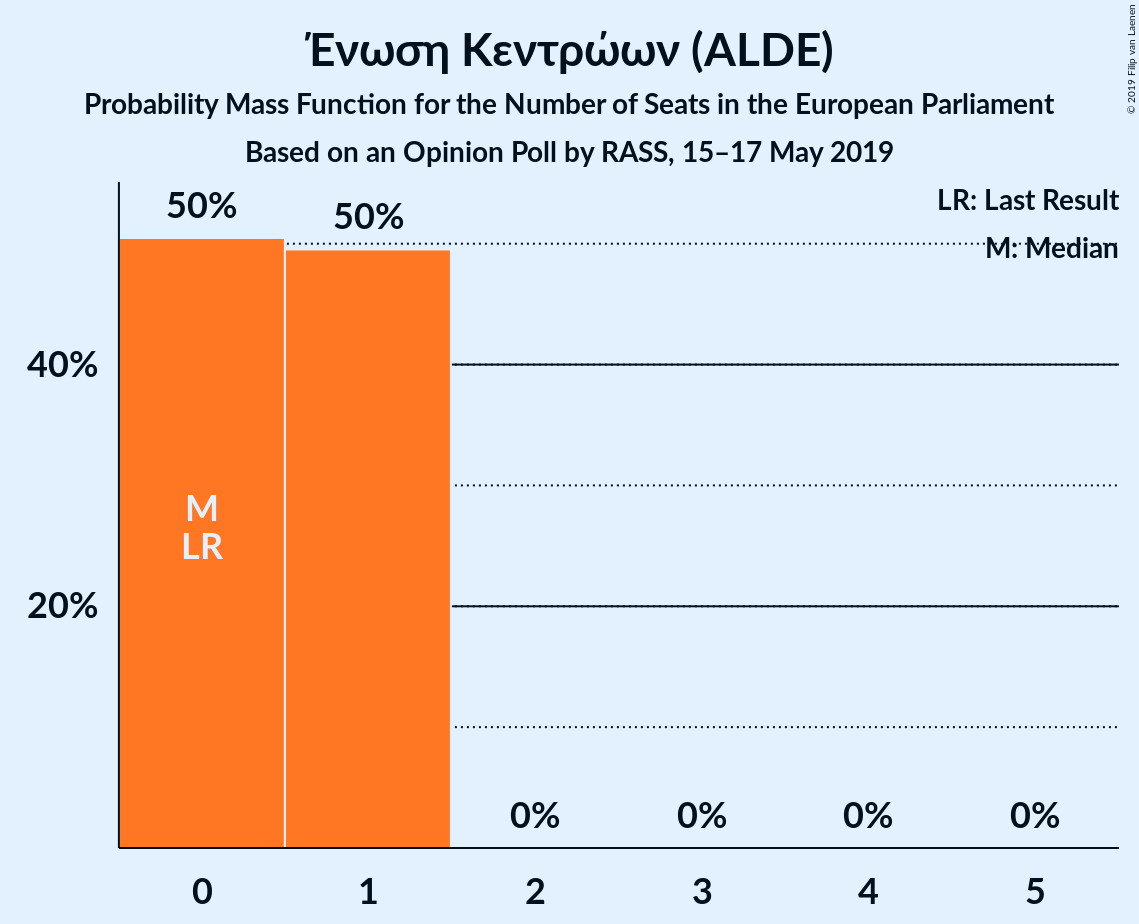 Ένωση Κεντρώων (ALDE)
Probability Mass Function for the Number of Seats in the European Parliament
Based on an Opinion Poll by RASS, 15–17 May 2019
© 2019 Filip van Laenen
LR: Last Result
M: Median
50%
50%
40%
20%
M
LR
0%
0%
0%
0%
0
1
2
3
4
5